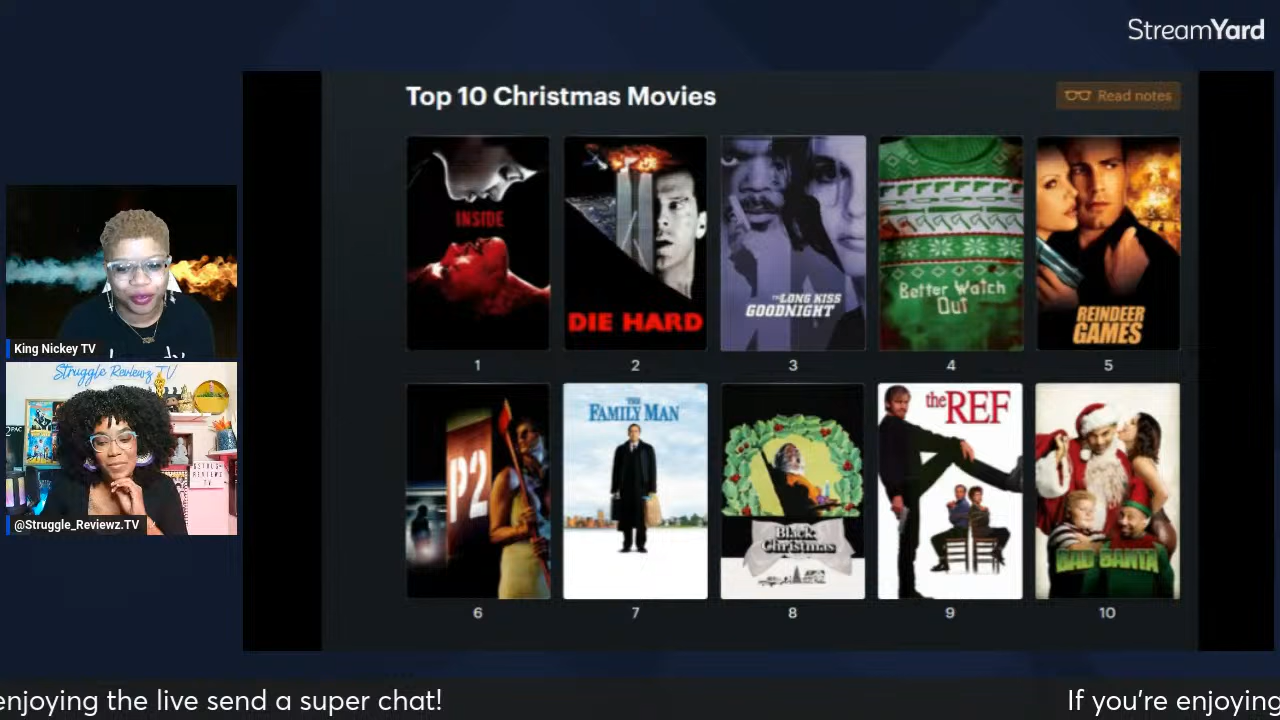 StreamYard
Top 10 Christmas Movies
Read notes
INSIDE
DIE HARD
THE LONG KISS
GOODNIGHT
Better Watch
Out
REINDEER
GAMES
1
2
3
4
5
P2
THE
FAMILY MAN
Black
Christmas
the REF
BAD SANTA
6
7
8
9
10
King Nickey TV
Struggle Reviewz TV
@Struggle_Reviewz.TV
enjoying the live send a super chat!
If you're enjoying